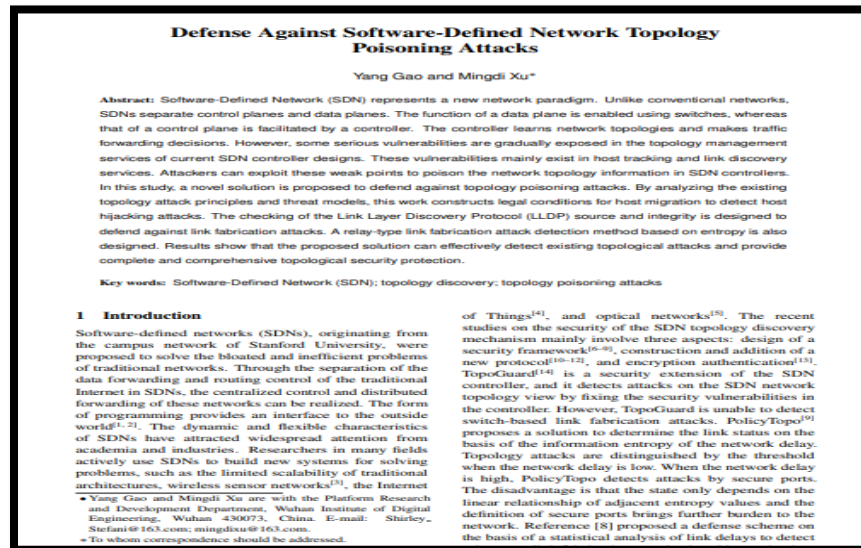 Defense Against Software-Defined Network Topology
Poisoning Attacks
Yang Gao and Mingdi Xu*
Abstract: Software-Defined Network (SDN) represents a new network paradigm. Unlike conventional networks,
SDNs separate control planes and data planes. The function of a data plane is enabled using switches, whereas
that of a control plane is facilitated by a controller. The controller learns network topologies and makes traffic
forwarding decisions. However, some serious vulnerabilities are gradually exposed in the topology management
services of current SDN controller designs. These vulnerabilities mainly exist in host tracking and link discovery
services. Attackers can exploit these weak points to poison the network topology information in SDN controllers.
In this study, a novel solution is proposed to defend against topology poisoning attacks. By analyzing the existing
topology attack principles and threat models, this work constructs legal conditions for host migration to detect host
hijacking attacks. The checking of the Link Layer Discovery Protocol (LLDP) source and integrity is designed to
defend against link fabrication attacks. A relay-type link fabrication attack detection method based on entropy is also
designed. Results show that the proposed solution can effectively detect existing topological attacks and provide
complete and comprehensive topological security protection.
Key words: Software-Defined Network (SDN); topology discovery; topology poisoning attacks
1 Introduction
Software-defined networks (SDNs), originating from
the campus network of Stanford University, were
proposed to solve the bloated and inefficient problems
of traditional networks. Through the separation of the
data forwarding and routing control of the traditional
Internet in SDNs, the centralized control and distributed
forwarding of these networks can be realized. The form
of programming provides an interface to the outside
world[1, 2]. The dynamic and flexible characteristics
of SDNs have attracted widespread attention from
academia and industries. Researchers in many fields
actively use SDNs to build new systems for solving
problems, such as the limited scalability of traditional
architectures, wireless sensor networks[3], the Internet
• Yang Gao and Mingdi Xu are with the Platform Research
and Development Department, Wuhan Institute of Digital
Engineering, Wuhan 430073, China. E-mail: Shirley_
Stefani@163.com; mingdixu@163.com.
* To whom correspondence should be addressed.
of Things[4], and optical networks[5]. The recent
studies on the security of the SDN topology discovery
mechanism mainly involve three aspects: design of a
security framework[6–9], construction and addition of a
new protocol[10–12], and encryption authentication[13].
TopoGuard[14] is a security extension of the SDN
controller, and it detects attacks on the SDN network
topology view by fixing the security vulnerabilities in
the controller. However, TopoGuard is unable to detect
switch-based link fabrication attacks. PolicyTopo[9]
proposes a solution to determine the link status on the
basis of the information entropy of the network delay.
Topology attacks are distinguished by the threshold
when the network delay is low. When the network delay
is high, PolicyTopo detects attacks by secure ports.
The disadvantage is that the state only depends on the
linear relationship of adjacent entropy values and the
definition of secure ports brings further burden to the
network. Reference [8] proposed a defense scheme on
the basis of a statistical analysis of link delays to detect